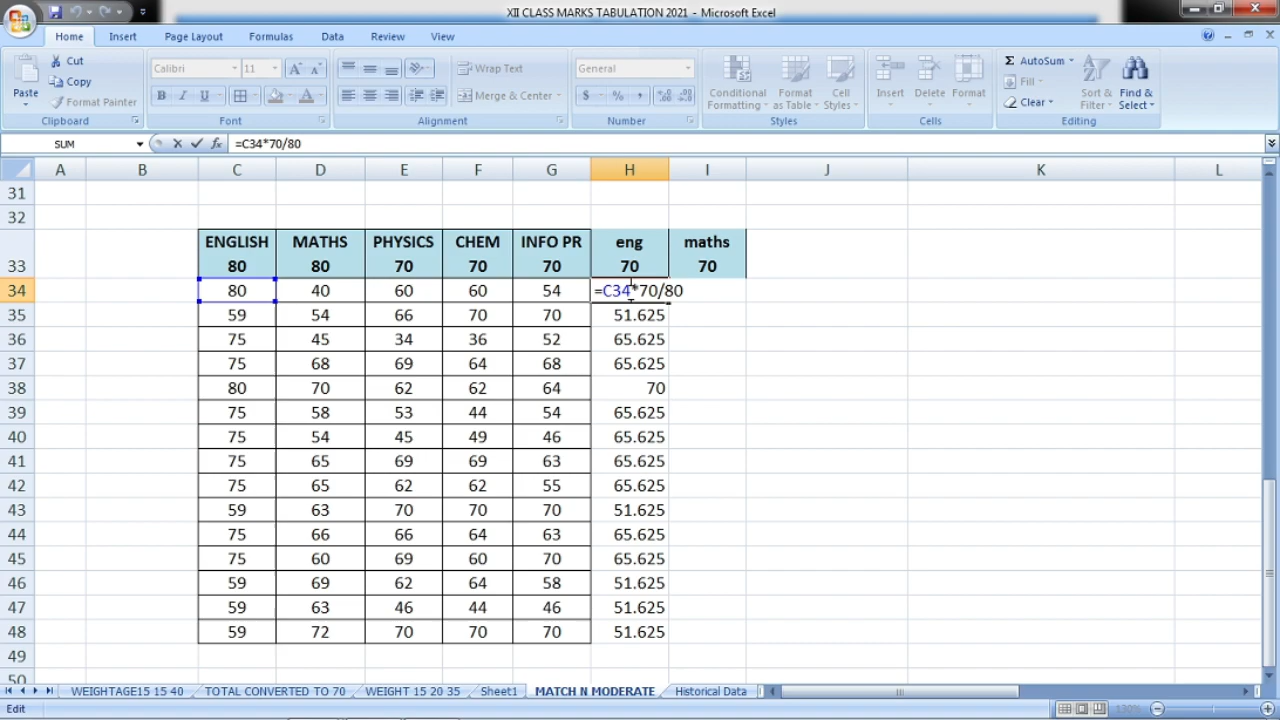 XII CLASS MARKS TABULATION 2021 - Microsoft Excel
Home Insert Page Layout Formulas Data Review View
Paste Cut Copy Format Painter Clipboard
Calibri 11 A A B I U A Font
Wrap Text Merge & Center Alignment
General $ % , Number
Conditional Formatting Format as Table Cell Styles Styles
Insert Delete Format Cells
Σ AutoSum Fill Clear Sort & Filter Find & Select Editing
SUM fx =C34*70/80
A B C D E F G H I J K L
31
32
33 ENGLISH 80 MATHS 80 PHYSICS 70 CHEM 70 INFO PR 70 eng 70 maths 70
34 80 40 60 60 54 =C34*70/80
35 59 54 66 70 70 51.625
36 75 45 34 36 52 65.625
37 75 68 69 64 68 65.625
38 80 70 62 62 64 70
39 75 58 53 44 54 65.625
40 75 54 45 49 46 65.625
41 75 65 69 69 63 65.625
42 75 65 62 62 55 65.625
43 59 63 70 70 70 51.625
44 75 66 66 64 63 65.625
45 75 60 69 60 70 65.625
46 59 69 62 64 58 51.625
47 59 63 46 44 46 51.625
48 59 72 70 70 70 51.625
49
50
WEIGHTAGE15 15 40 TOTAL CONVERTED TO 70 WEIGHT 15 20 35 Sheet1 MATCH N MODERATE Historical Data
Edit 130%